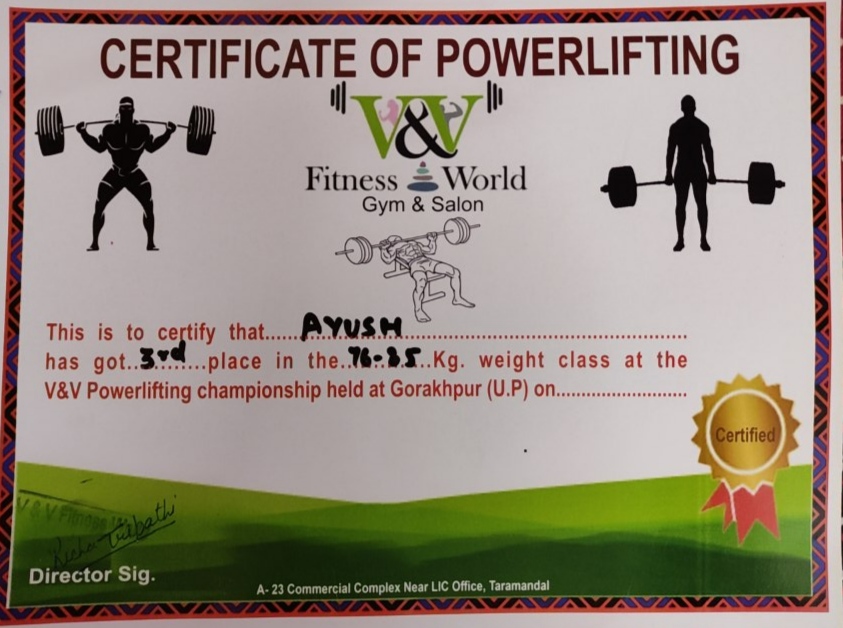 CERTIFICATE OF POWERLIFTING
V&V
Fitness World
Gym & Salon
This is to certify that.....AYUSH............................................................
has got..3rd........place in the..76-85...Kg. weight class at the
V&V Powerlifting championship held at Gorakhpur (U.P) on..........................
Certified
V & V Fitness
Tripathi
Director Sig.
A- 23 Commercial Complex Near LIC Office, Taramandal